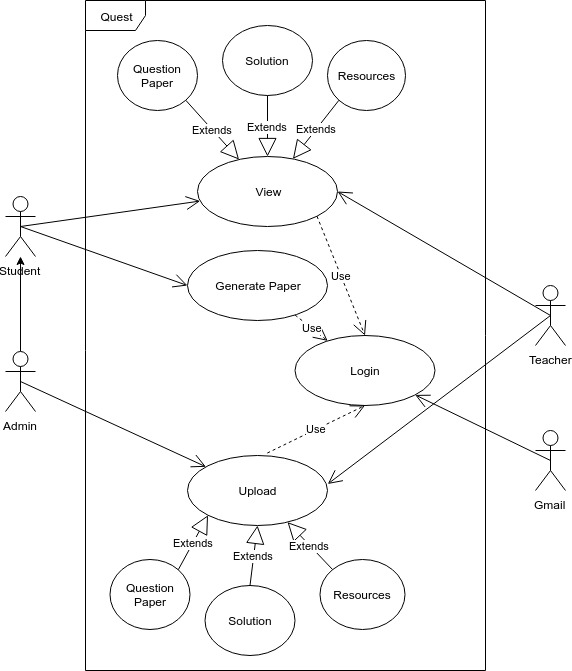 Quest
Question
Paper
Solution
Resources
Extends
Extends
Extends
View
Student
Generate Paper
Use
Use
Login
Teacher
Admin
Use
Upload
Gmail
Extends
Extends
Extends
Question
Paper
Solution
Resources